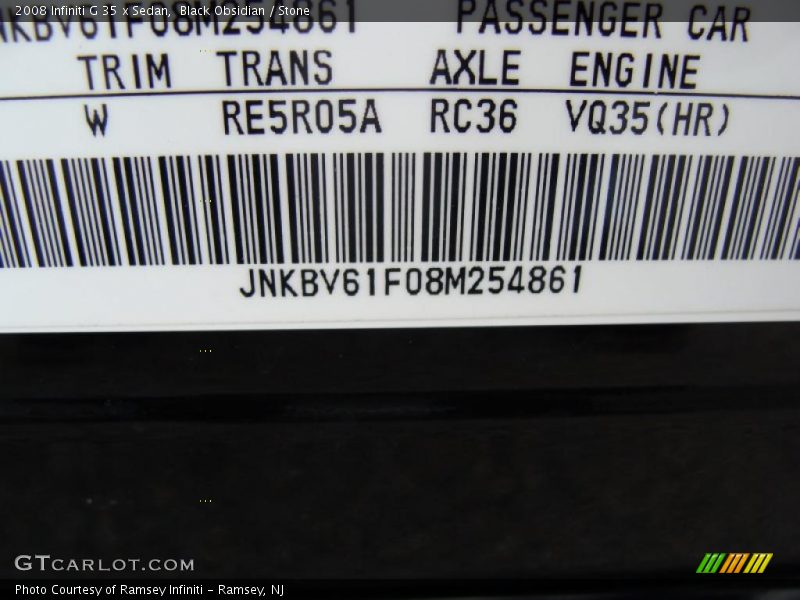 2008 Infiniti G 35 x Sedan, Black Obsidian / Stone
NKBV61F08M254861 PASSENGER CAR
TRIM TRANS AXLE ENGINE
W RE5R05A RC36 VQ35(HR)
JNKBV61F08M254861
GTCARLOT.COM
Photo Courtesy of Ramsey Infiniti - Ramsey, NJ